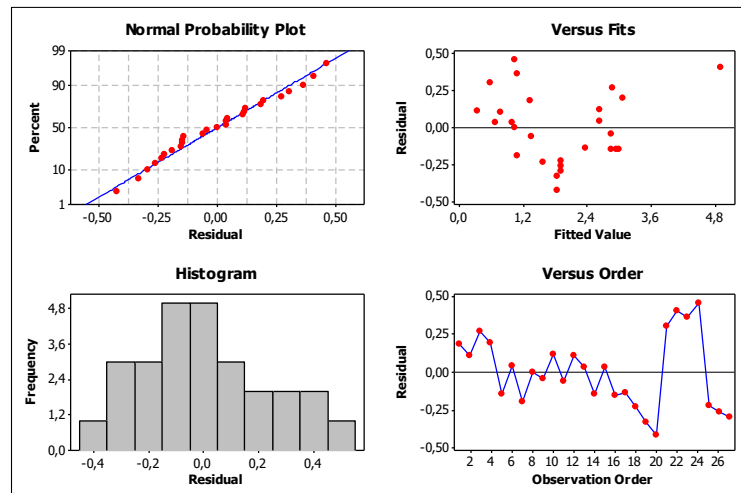 Normal Probability Plot
99
90
50
10
1
Percent
-0,50 -0,25 0,00 0,25 0,50
Residual
Versus Fits
0,50
0,25
0,00
-0,25
-0,50
Residual
0,0 1,2 2,4 3,6 4,8
Fitted Value
Histogram
4,8
3,6
2,4
1,2
0,0
Frequency
-0,4 -0,2 0,0 0,2 0,4
Residual
Versus Order
0,50
0,25
0,00
-0,25
-0,50
Residual
2 4 6 8 10 12 14 16 18 20 22 24 26
Observation Order